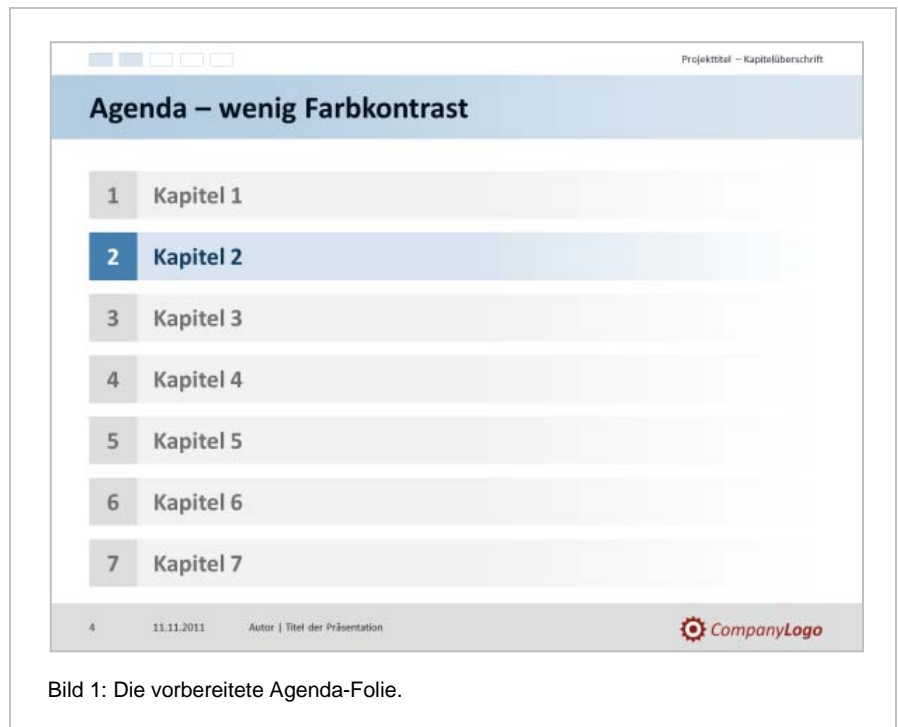 Projekttitel – Kapitelüberschrift
Agenda – wenig Farbkontrast
1 Kapitel 1
2 Kapitel 2
3 Kapitel 3
4 Kapitel 4
5 Kapitel 5
6 Kapitel 6
7 Kapitel 7
4 11.11.2011 Autor | Titel der Präsentation CompanyLogo
Bild 1: Die vorbereitete Agenda-Folie.